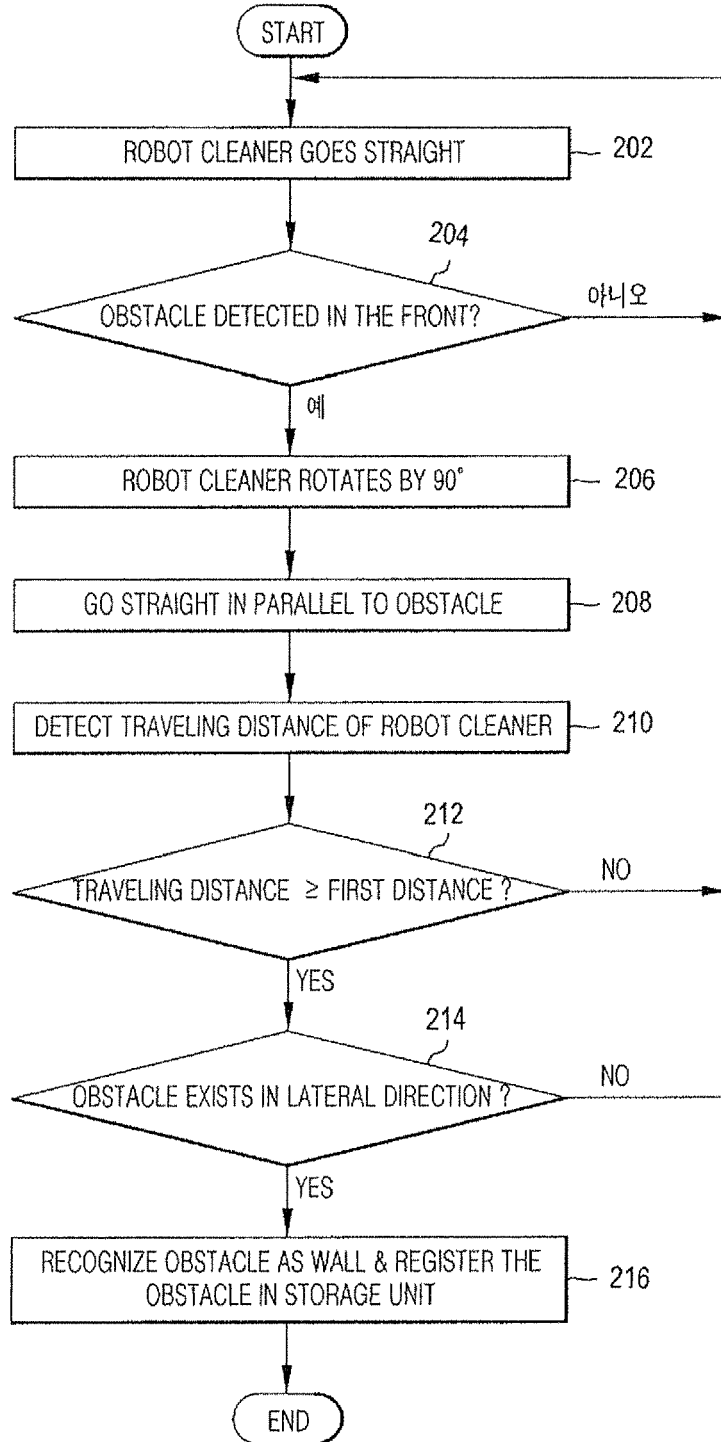 START
ROBOT CLEANER GOES STRAIGHT
202
204
OBSTACLE DETECTED IN THE FRONT?
아니오
예
ROBOT CLEANER ROTATES BY 90°
206
GO STRAIGHT IN PARALLEL TO OBSTACLE
208
DETECT TRAVELING DISTANCE OF ROBOT CLEANER
210
212
TRAVELING DISTANCE ≥ FIRST DISTANCE ?
NO
YES
214
OBSTACLE EXISTS IN LATERAL DIRECTION ?
NO
YES
RECOGNIZE OBSTACLE AS WALL & REGISTER THE
OBSTACLE IN STORAGE UNIT
216
END